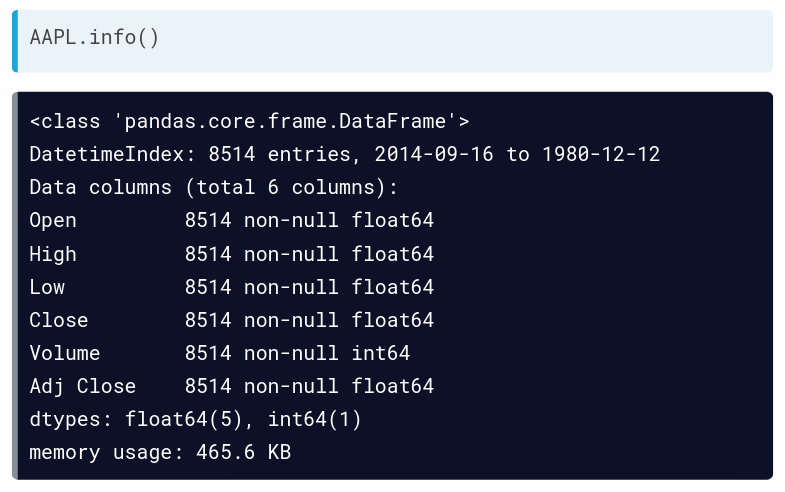 AAPL.info()
<class 'pandas.core.frame.DataFrame'>
DatetimeIndex: 8514 entries, 2014-09-16 to 1980-12-12
Data columns (total 6 columns):
Open         8514 non-null float64
High         8514 non-null float64
Low          8514 non-null float64
Close        8514 non-null float64
Volume       8514 non-null int64
Adj Close    8514 non-null float64
dtypes: float64(5), int64(1)
memory usage: 465.6 KB